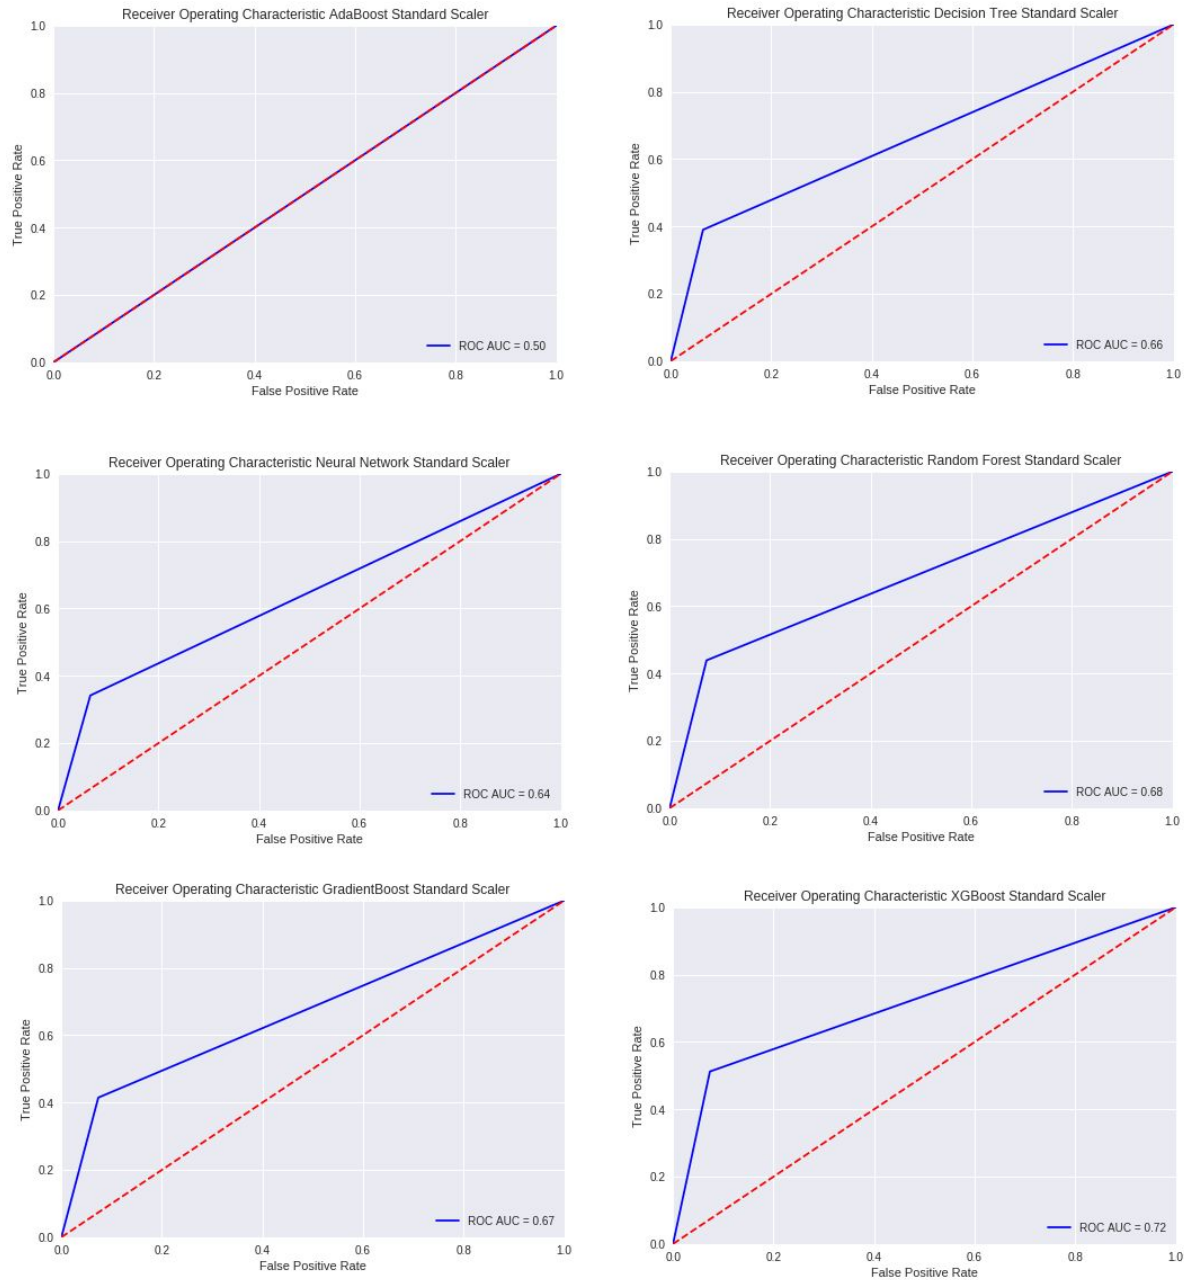 Receiver Operating Characteristic AdaBoost Standard Scaler
1.0
0.8
0.6
0.4
0.2
0.0
True Positive Rate
ROC AUC = 0.50
0.0 0.2 0.4 0.6 0.8 1.0
False Positive Rate
Receiver Operating Characteristic Decision Tree Standard Scaler
1.0
0.8
0.6
0.4
0.2
0.0
True Positive Rate
ROC AUC = 0.66
0.0 0.2 0.4 0.6 0.8 1.0
False Positive Rate
Receiver Operating Characteristic Neural Network Standard Scaler
1.0
0.8
0.6
0.4
0.2
0.0
True Positive Rate
ROC AUC = 0.64
0.0 0.2 0.4 0.6 0.8 1.0
False Positive Rate
Receiver Operating Characteristic Random Forest Standard Scaler
1.0
0.8
0.6
0.4
0.2
0.0
True Positive Rate
ROC AUC = 0.68
0.0 0.2 0.4 0.6 0.8 1.0
False Positive Rate
Receiver Operating Characteristic GradientBoost Standard Scaler
1.0
0.8
0.6
0.4
0.2
0.0
True Positive Rate
ROC AUC = 0.67
0.0 0.2 0.4 0.6 0.8 1.0
False Positive Rate
Receiver Operating Characteristic XGBoost Standard Scaler
1.0
0.8
0.6
0.4
0.2
0.0
True Positive Rate
ROC AUC = 0.72
0.0 0.2 0.4 0.6 0.8 1.0
False Positive Rate